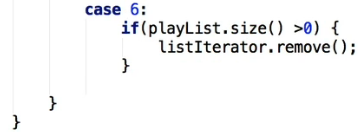 case 6:
if(playList.size() >0) {
listIterator.remove();
}
}
}